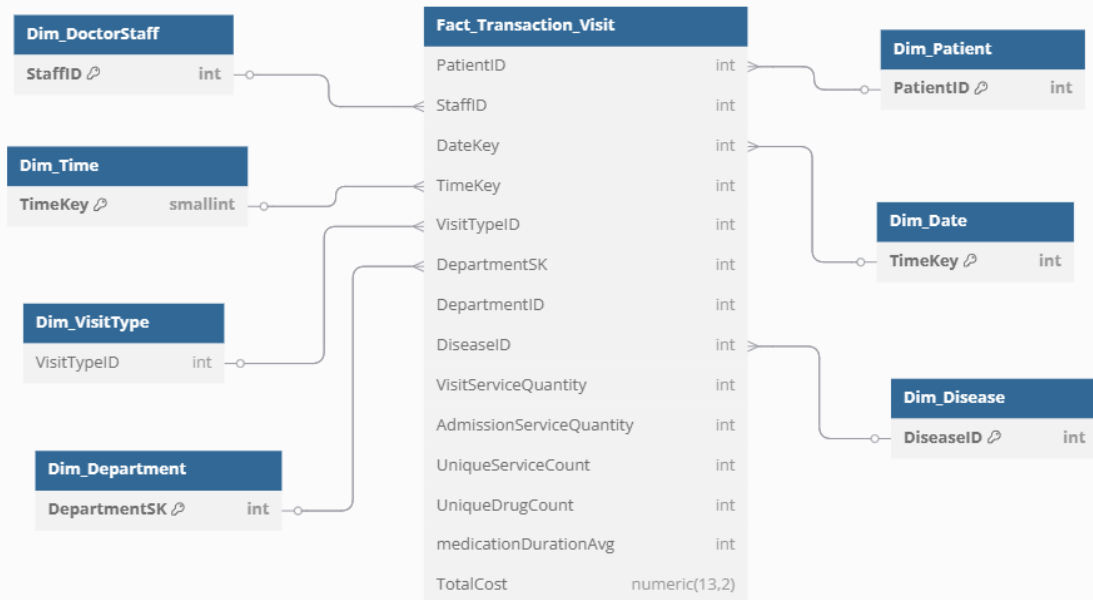 Dim_DoctorStaff
StaffID int
Dim_Time
TimeKey smallint
Dim_VisitType
VisitTypeID int
Dim_Department
DepartmentSK int
Fact_Transaction_Visit
PatientID int
StaffID int
DateKey int
TimeKey int
VisitTypeID int
DepartmentSK int
DepartmentID int
DiseaseID int
VisitServiceQuantity int
AdmissionServiceQuantity int
UniqueServiceCount int
UniqueDrugCount int
medicationDurationAvg int
TotalCost numeric(13,2)
Dim_Patient
PatientID int
Dim_Date
TimeKey int
Dim_Disease
DiseaseID int